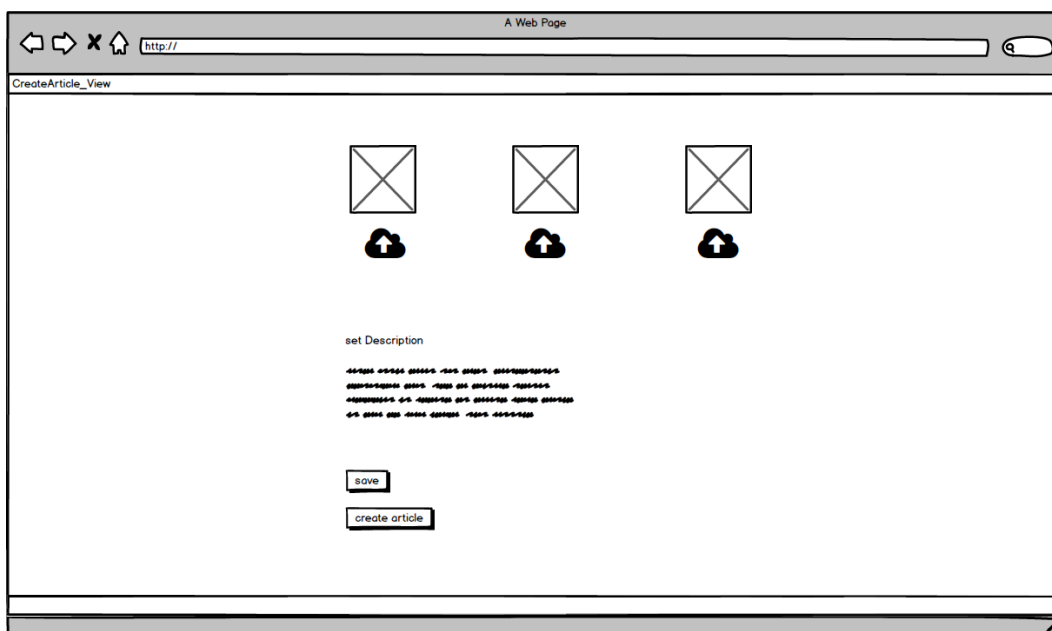 A Web Page
http://
CreateArticle_View
set Description
save
create article